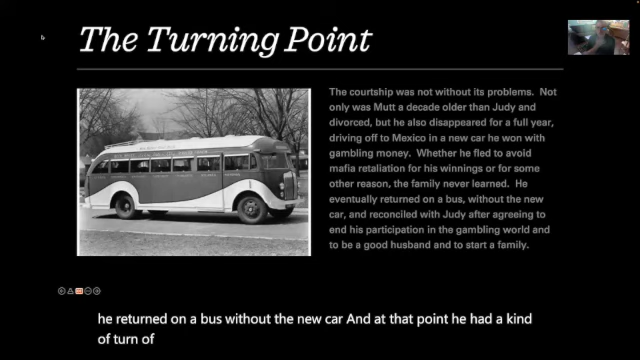 The Turning Point
The courtship was not without its problems. Not
only was Mutt a decade older than Judy and
divorced, but he also disappeared for a full year,
driving off to Mexico in a new car he won with
gambling money. Whether he fled to avoid
mafia retaliation for his winnings or for some
other reason, the family never learned. He
eventually returned on a bus, without the new
car, and reconciled with Judy after agreeing to
end his participation in the gambling world and
to be a good husband and to start a family.
he returned on a bus without the new car And at that point he had a kind
of turn of